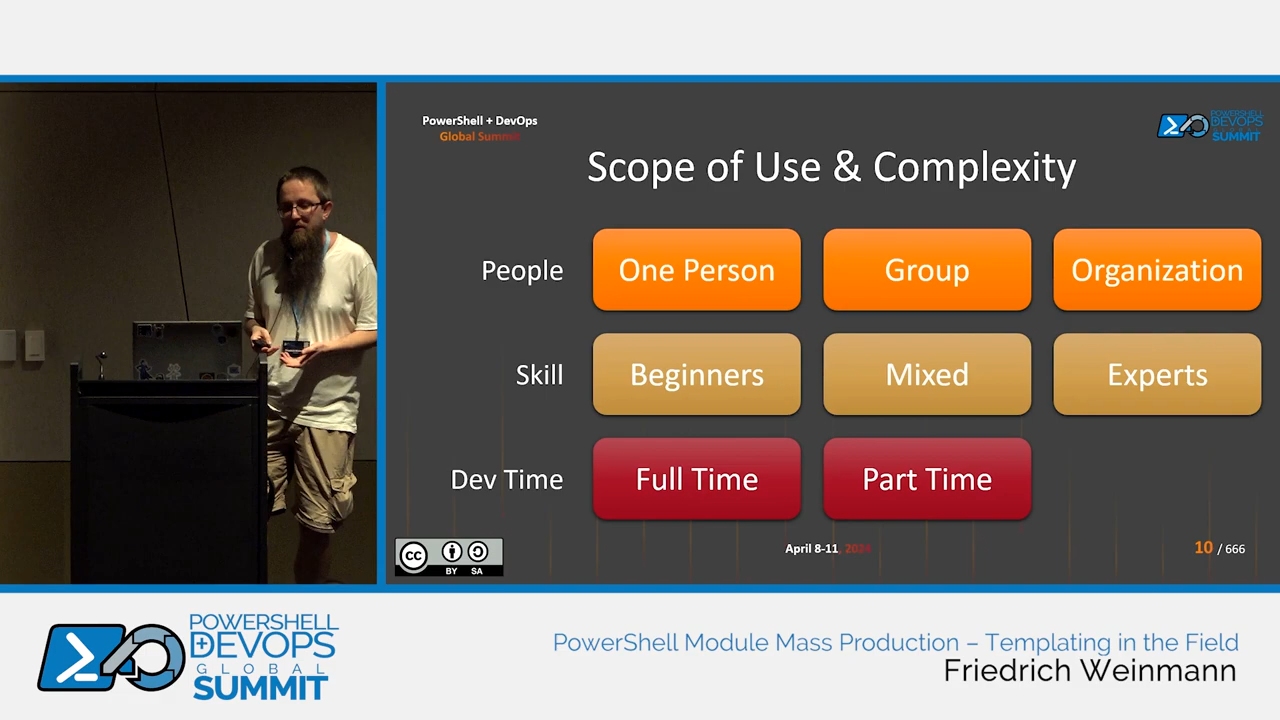 PowerShell + DevOps
Global Summit
POWERSHELL
DEVOPS
SUMMIT
Scope of Use & Complexity
People
One Person
Group
Organization
Skill
Beginners
Mixed
Experts
Dev Time
Full Time
Part Time
cc
BY SA
April 8-11, 2024
10 / 666
POWERSHELL
+DEVOPS
GLOBAL
SUMMIT
PowerShell Module Mass Production – Templating in the Field
Friedrich Weinmann